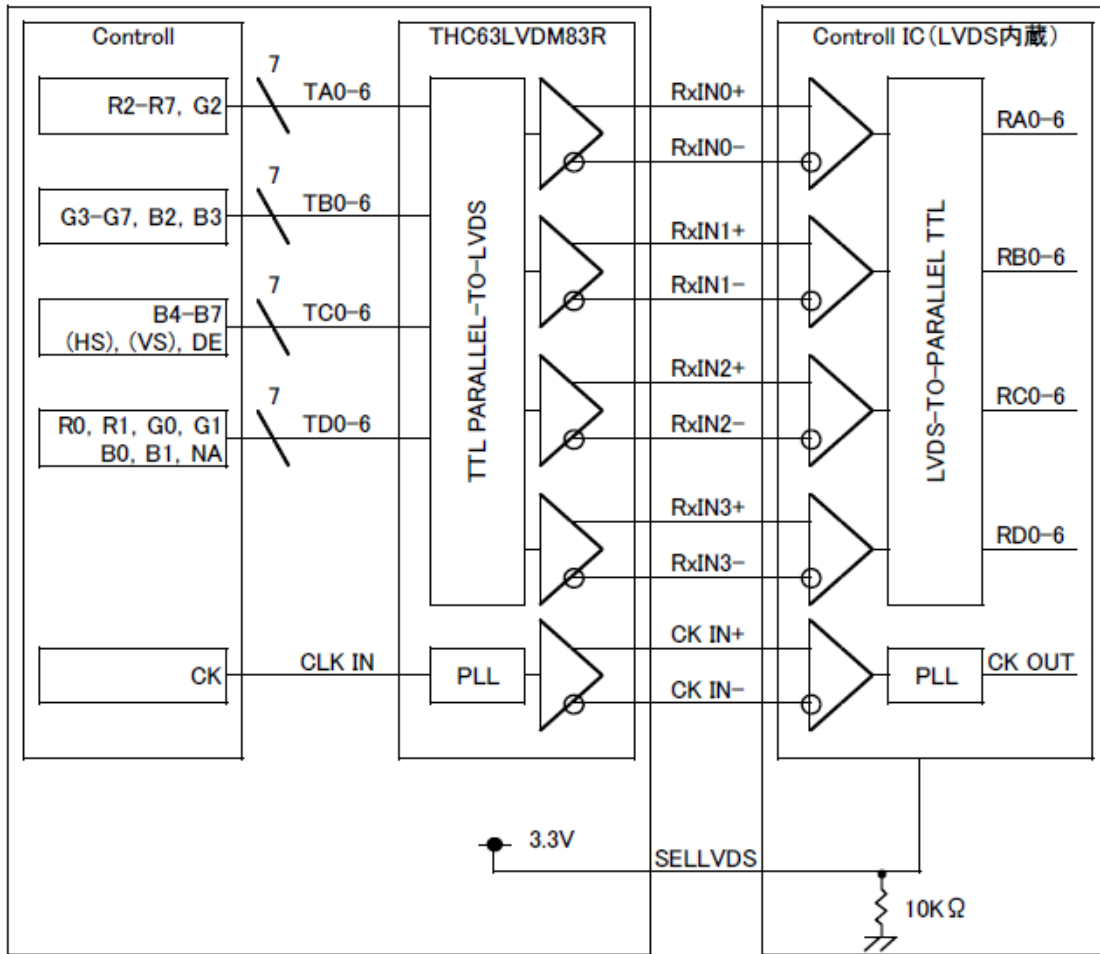 Controll
THC63LVDM83R
Controll IC(LVDS内蔵)
R2-R7, G2
7
TA0-6
G3-G7, B2, B3
7
TB0-6
B4-B7
(HS), (VS), DE
7
TC0-6
R0, R1, G0, G1
B0, B1, NA
7
TD0-6
CK
CLK IN
TTL PARALLEL-TO-LVDS
PLL
RxIN0+
RxIN0-
RxIN1+
RxIN1-
RxIN2+
RxIN2-
RxIN3+
RxIN3-
CK IN+
CK IN-
LVDS-TO-PARALLEL TTL
PLL
RA0-6
RB0-6
RC0-6
RD0-6
CK OUT
3.3V
SELLVDS
10KΩ